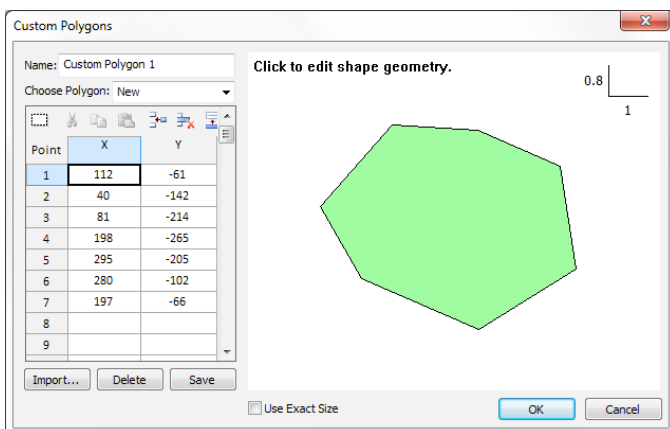 Custom Polygons
Name: Custom Polygon 1
Choose Polygon: New
Point X Y
1 112 -61
2 40 -142
3 81 -214
4 198 -265
5 295 -205
6 280 -102
7 197 -66
8
9
Import... Delete Save
Click to edit shape geometry.
0.8
1
Use Exact Size
OK Cancel